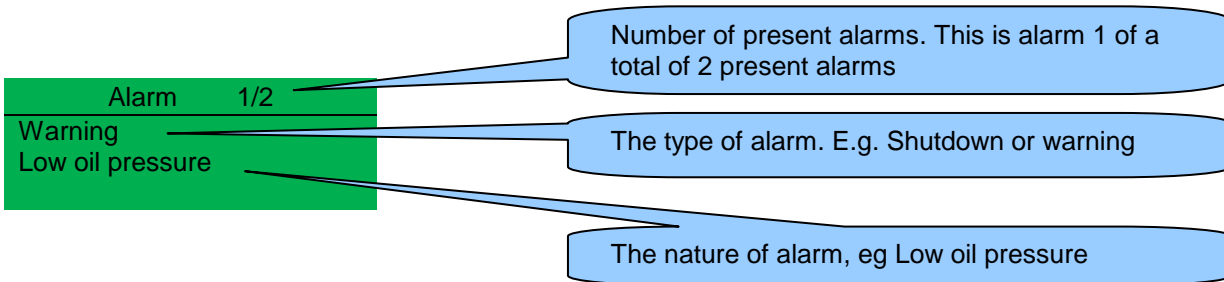 Alarm 1/2
Warning
Low oil pressure
Number of present alarms. This is alarm 1 of a
total of 2 present alarms
The type of alarm. E.g. Shutdown or warning
The nature of alarm, eg Low oil pressure